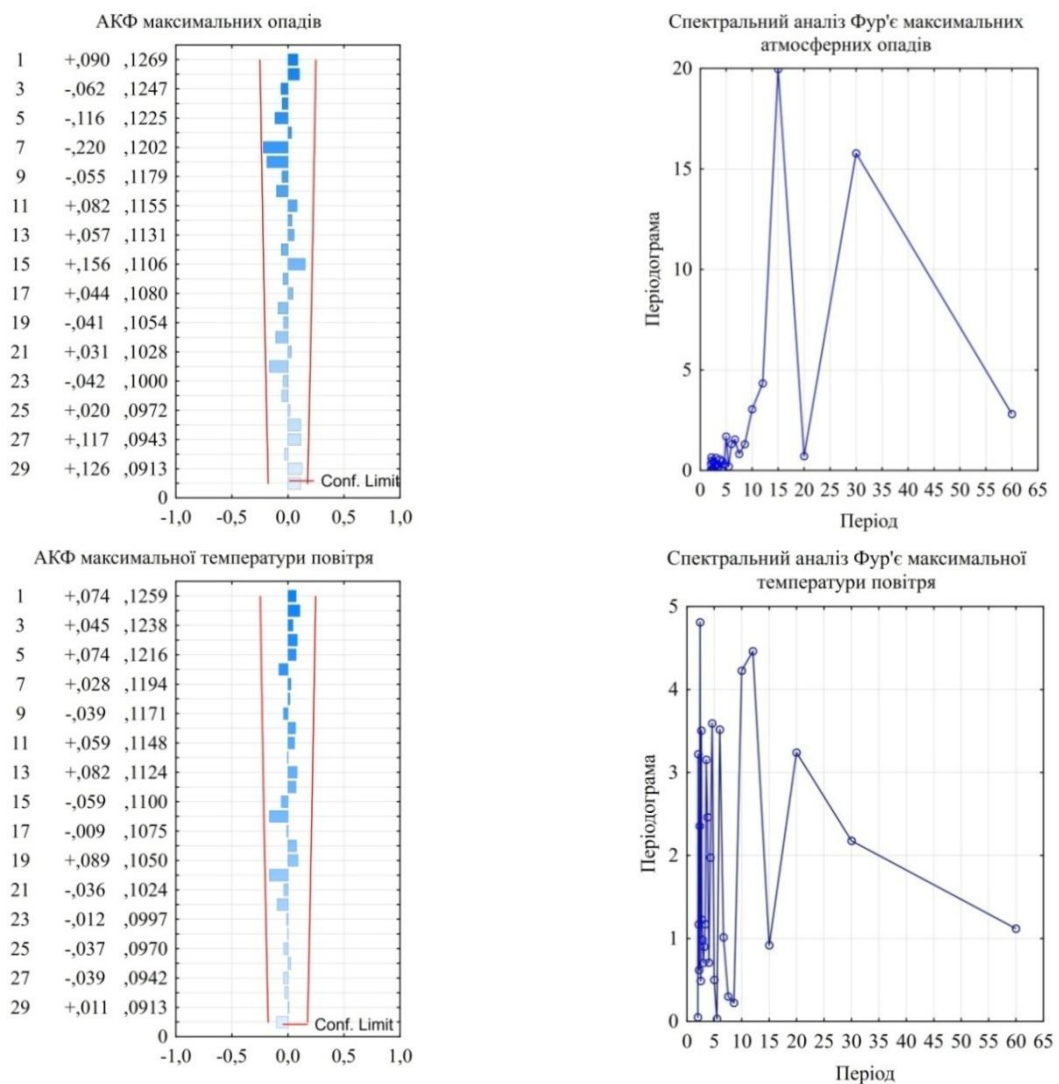 АКФ максимальних опадів
1 +,090 ,1269
3 -,062 ,1247
5 -,116 ,1225
7 -,220 ,1202
9 -,055 ,1179
11 +,082 ,1155
13 +,057 ,1131
15 +,156 ,1106
17 +,044 ,1080
19 -,041 ,1054
21 +,031 ,1028
23 -,042 ,1000
25 +,020 ,0972
27 +,117 ,0943
29 +,126 ,0913
Conf. Limit
0
-1,0 -0,5 0,0 0,5 1,0
Спектральний аналіз Фур'є максимальних
атмосферних опадів
20
15
10
5
0
Періодограма
0 5 10 15 20 25 30 35 40 45 50 55 60 65
Період
АКФ максимальної температури повітря
1 +,074 ,1259
3 +,045 ,1238
5 +,074 ,1216
7 +,028 ,1194
9 -,039 ,1171
11 +,059 ,1148
13 +,082 ,1124
15 -,059 ,1100
17 -,009 ,1075
19 +,089 ,1050
21 -,036 ,1024
23 -,012 ,0997
25 -,037 ,0970
27 -,039 ,0942
29 +,011 ,0913
Conf. Limit
0
-1,0 -0,5 0,0 0,5 1,0
Спектральний аналіз Фур'є максимальної
температури повітря
5
4
3
2
1
0
Періодограма
0 5 10 15 20 25 30 35 40 45 50 55 60 65
Період